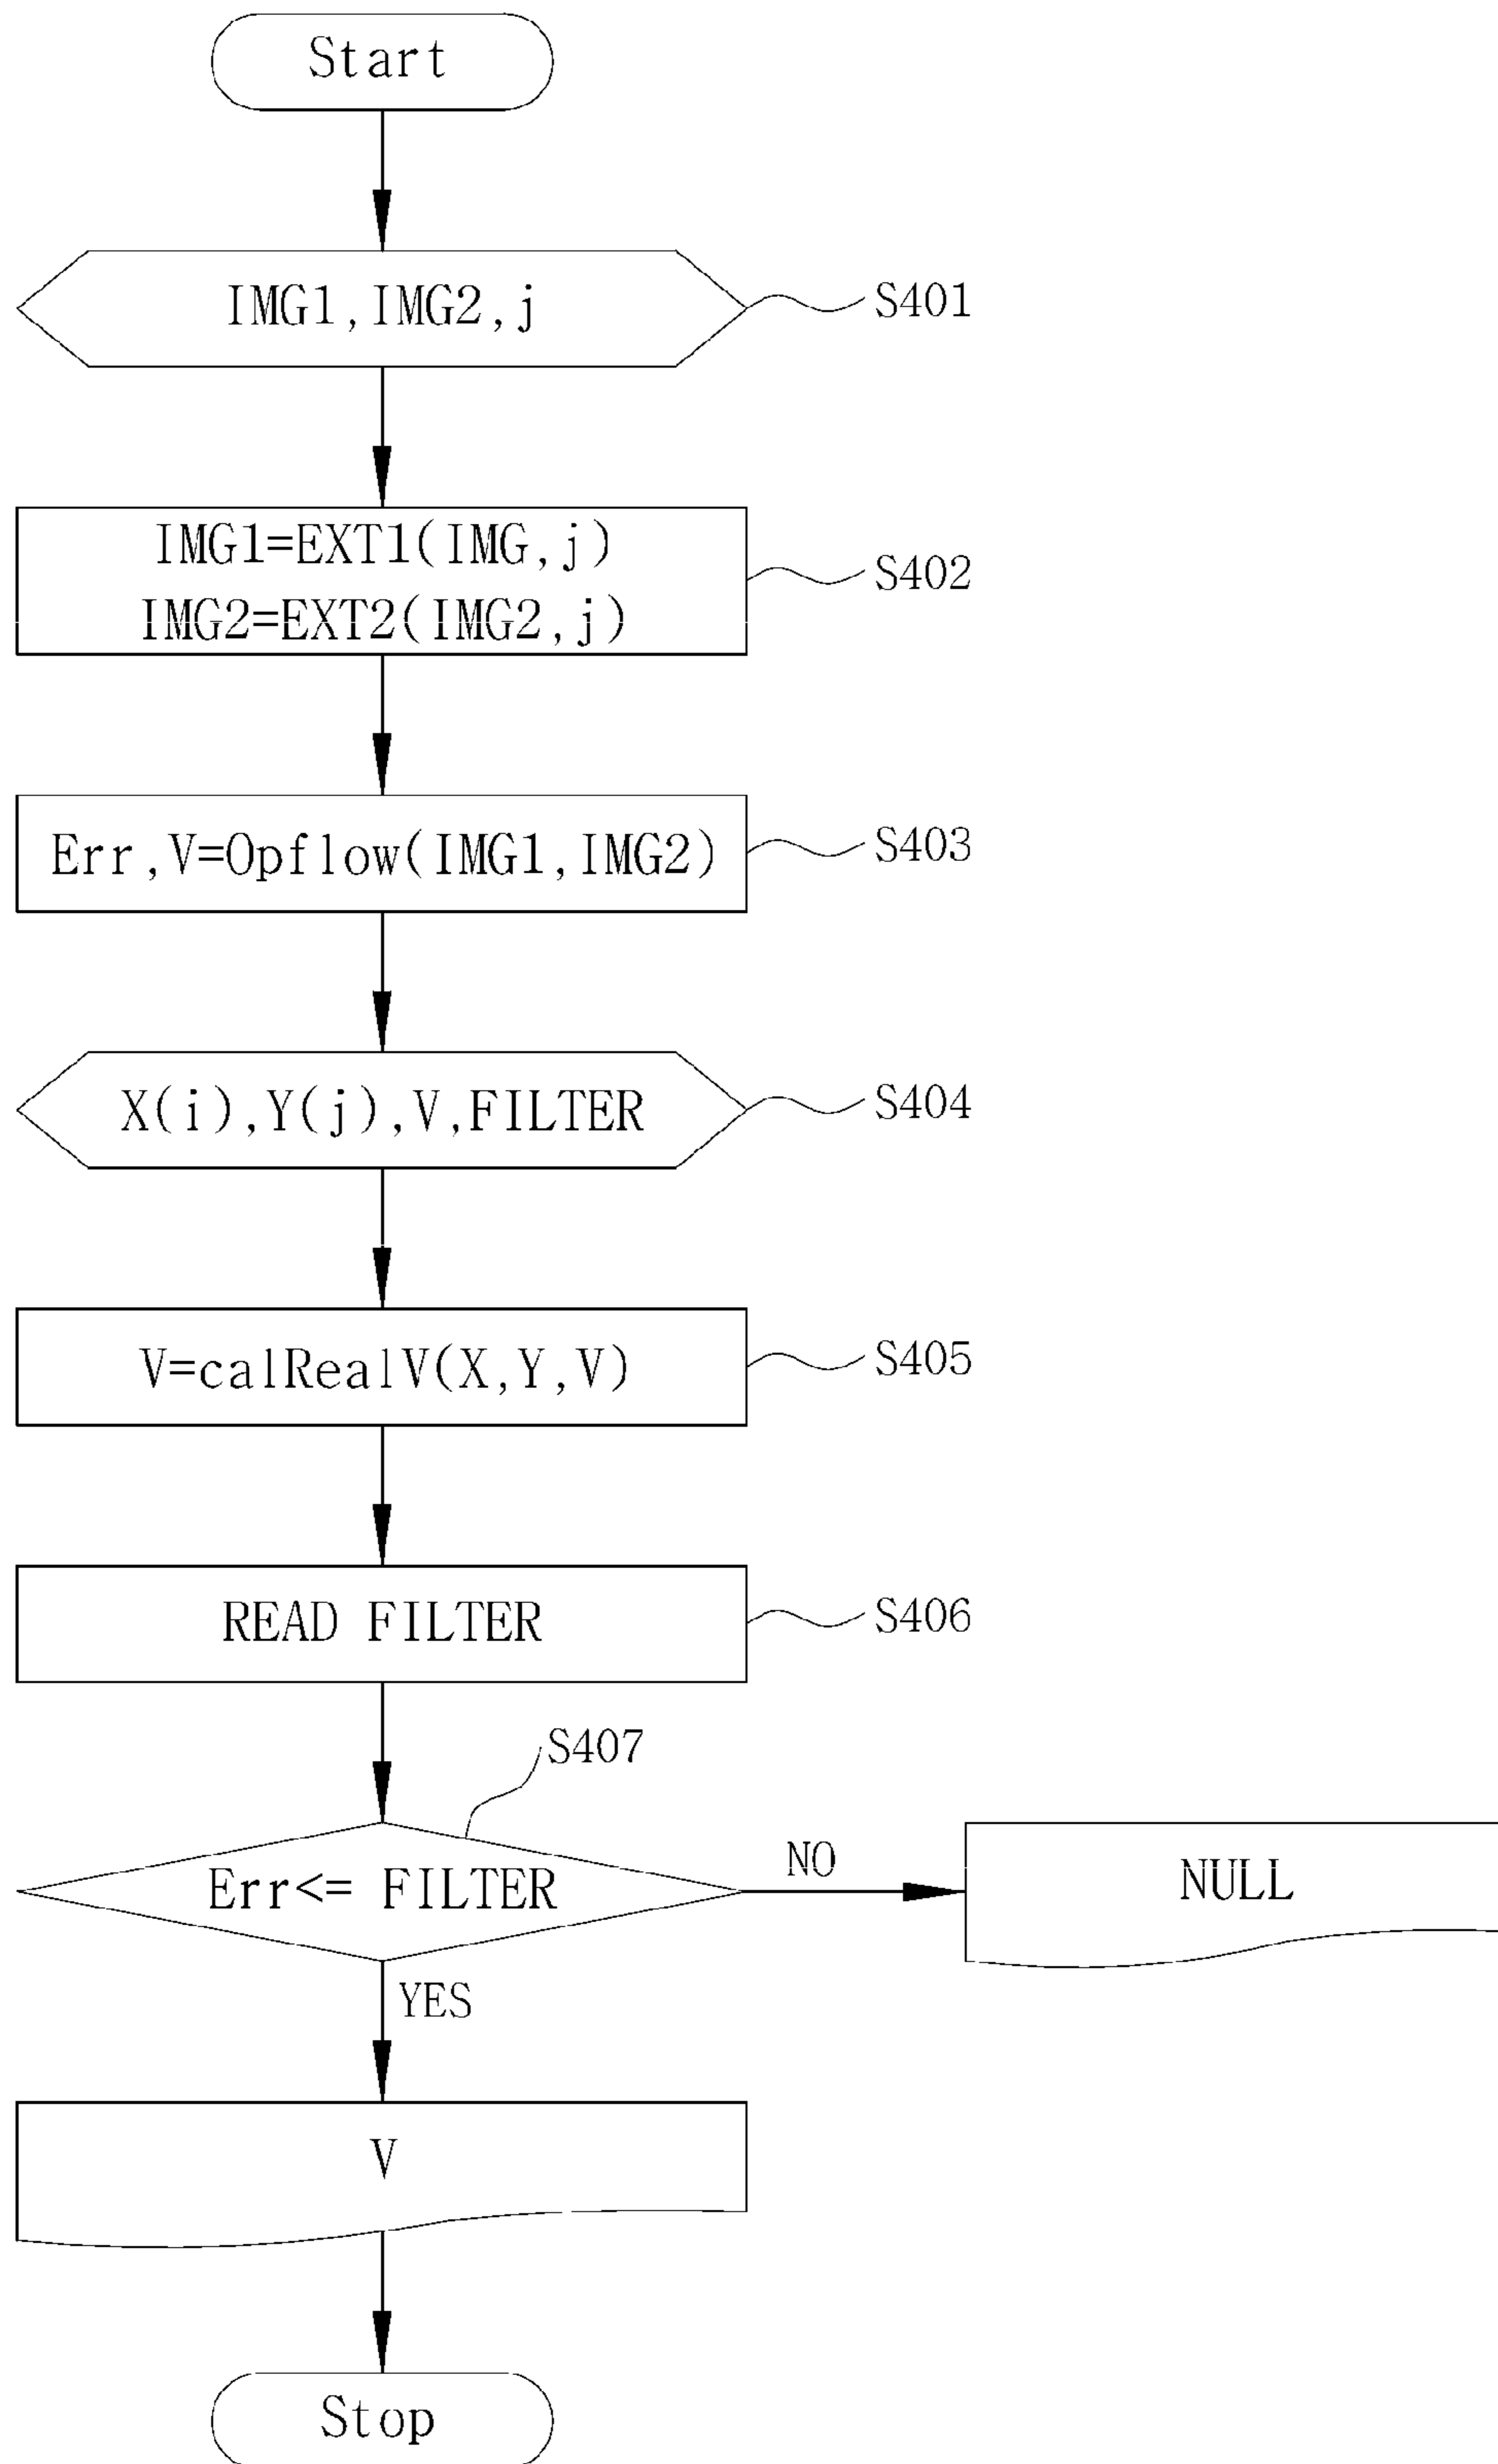 Start
IMG1,IMG2,j
S401
IMG1=EXT1(IMG,j)
IMG2=EXT2(IMG2,j)
S402
Err,V=Opflow(IMG1,IMG2)
S403
X(i),Y(j),V,FILTER
S404
V=calRealV(X,Y,V)
S405
READ FILTER
S406
S407
Err<= FILTER
NO
NULL
YES
V
Stop